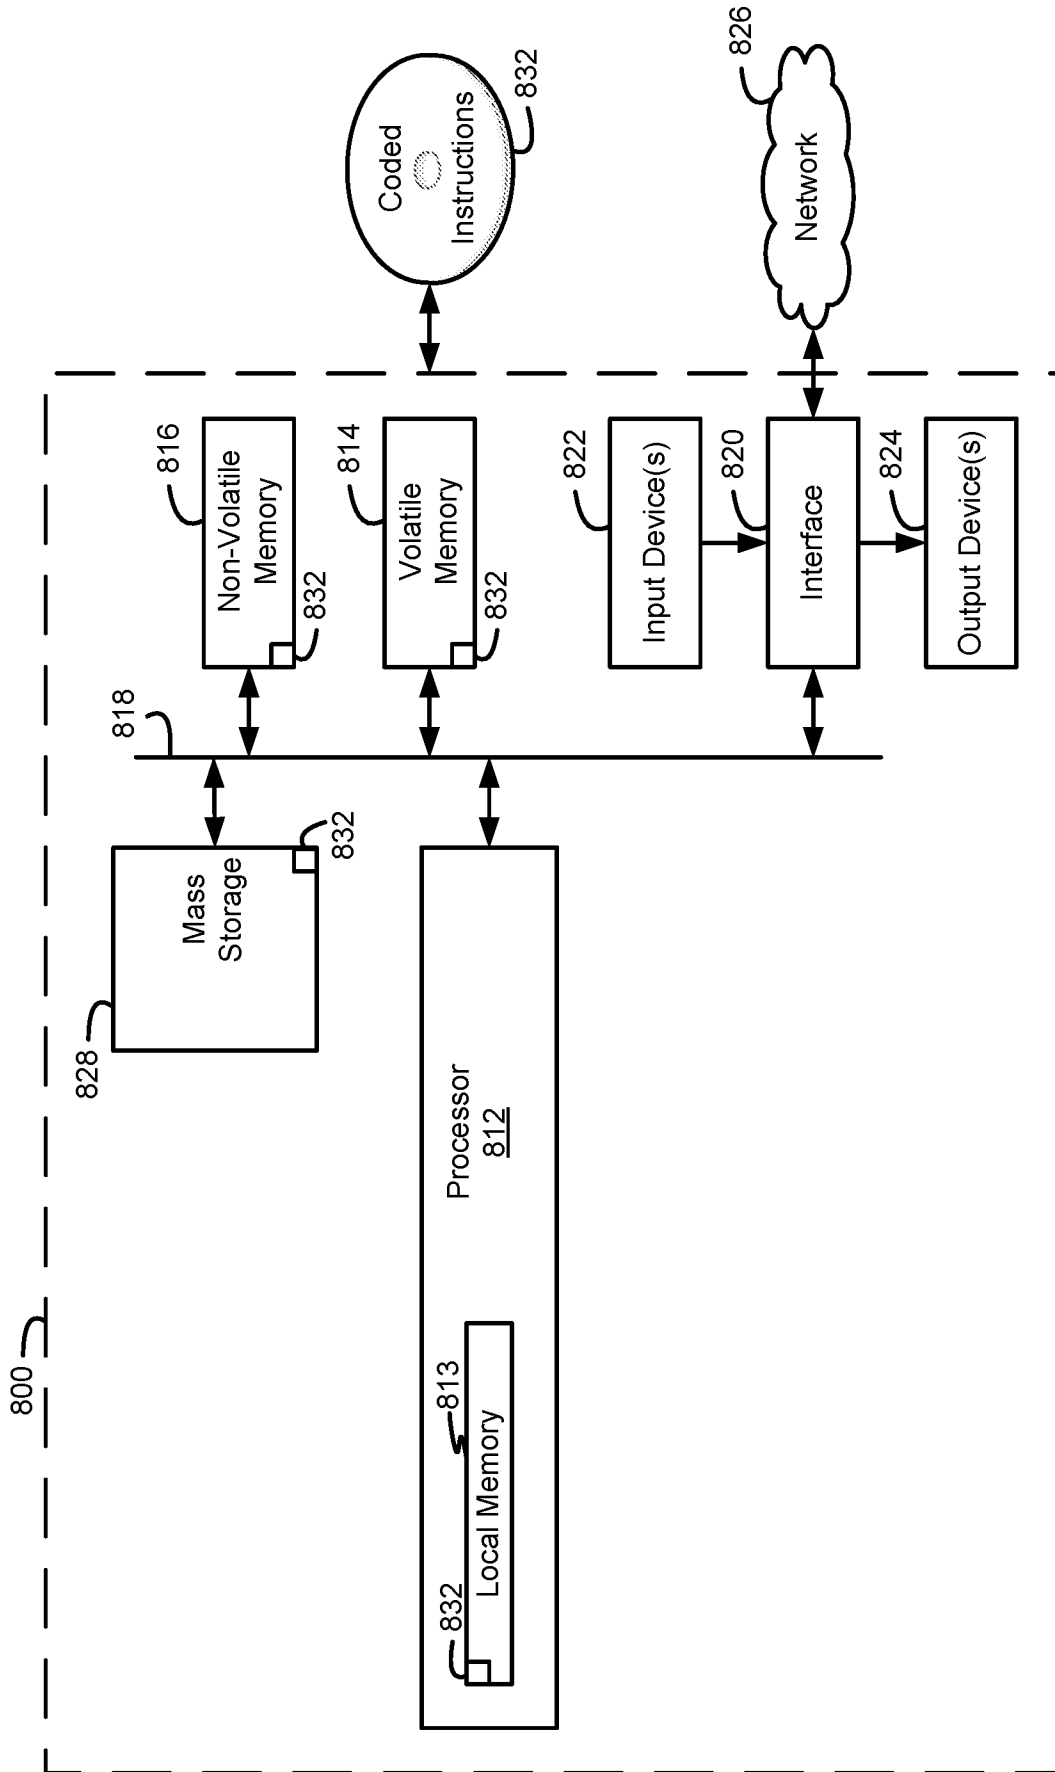 800
828
818
816
Mass
Storage
832
Non-Volatile
Memory
832
814
Volatile
Memory
832
Coded
Instructions
832
Processor
812
813
832
Local Memory
822
Input Device(s)
820
Interface
826
Network
824
Output Device(s)